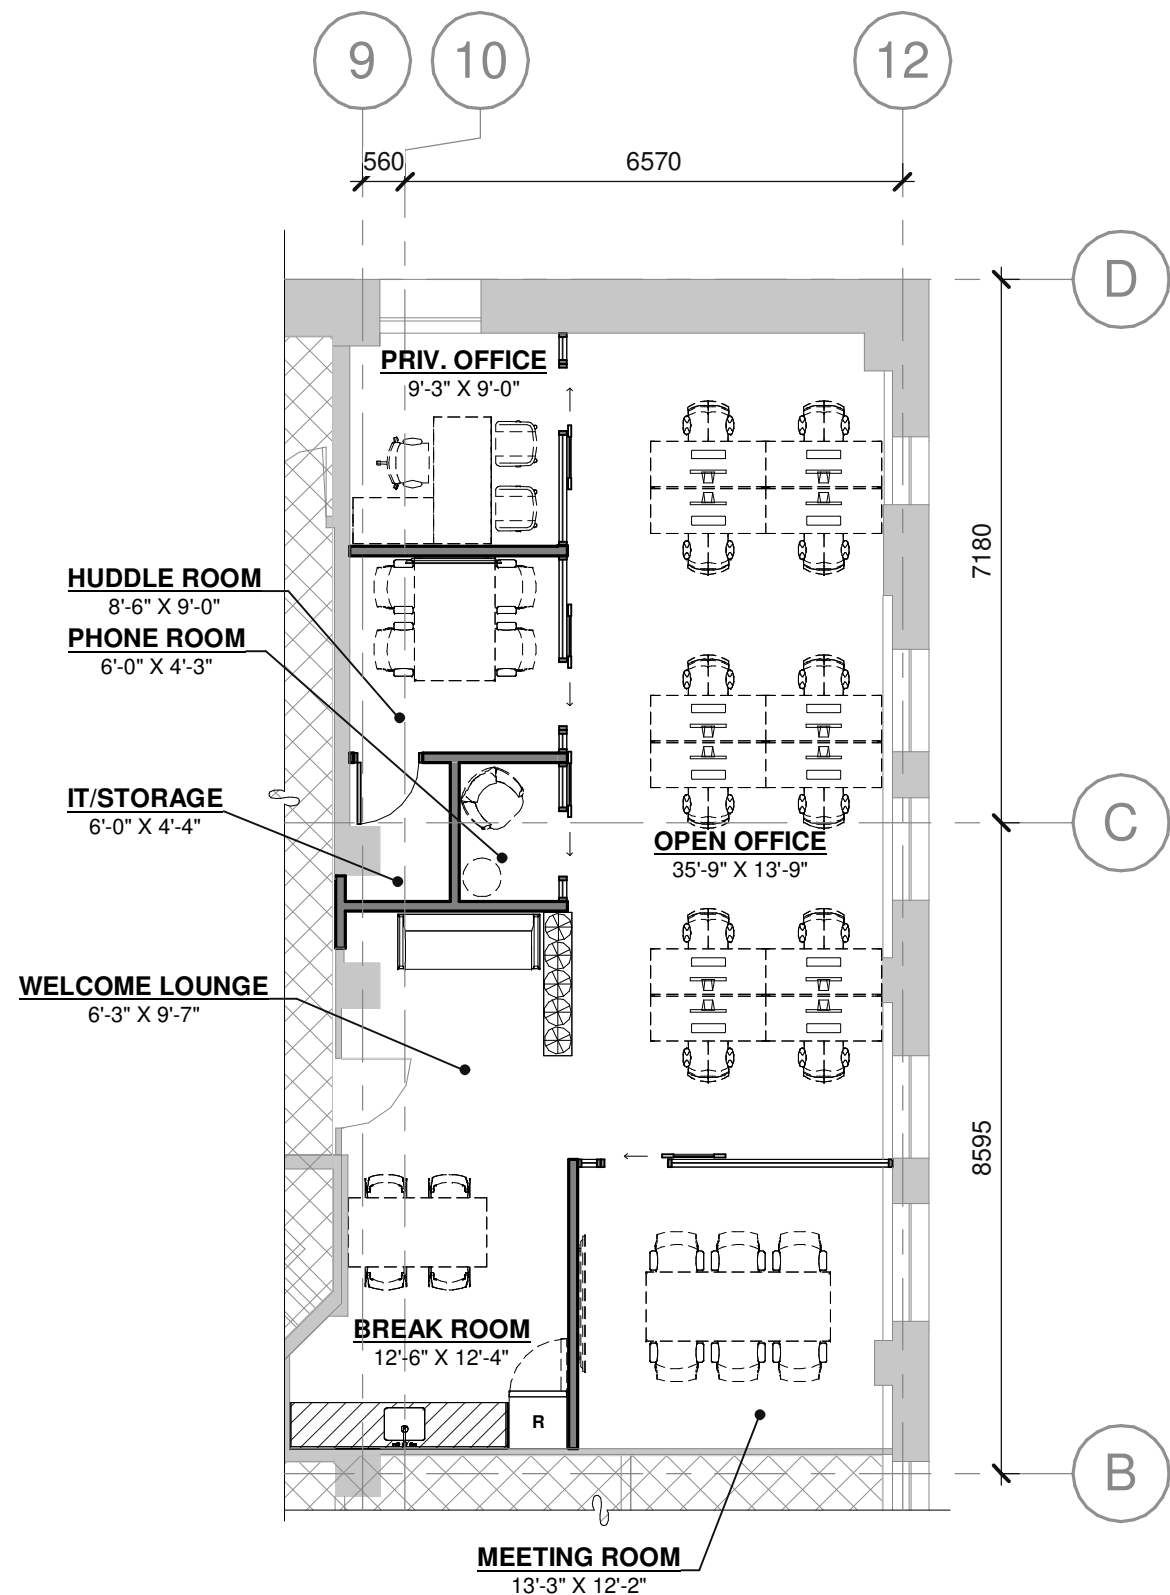 9
10
12
560
6570
D
PRIV. OFFICE
9'-3" X 9'-0"
7180
HUDDLE ROOM
8'-6" X 9'-0"
PHONE ROOM
6'-0" X 4'-3"
IT/STORAGE
6'-0" X 4'-4"
C
OPEN OFFICE
35'-9" X 13'-9"
WELCOME LOUNGE
6'-3" X 9'-7"
8595
BREAK ROOM
12'-6" X 12'-4"
R
B
MEETING ROOM
13'-3" X 12'-2"